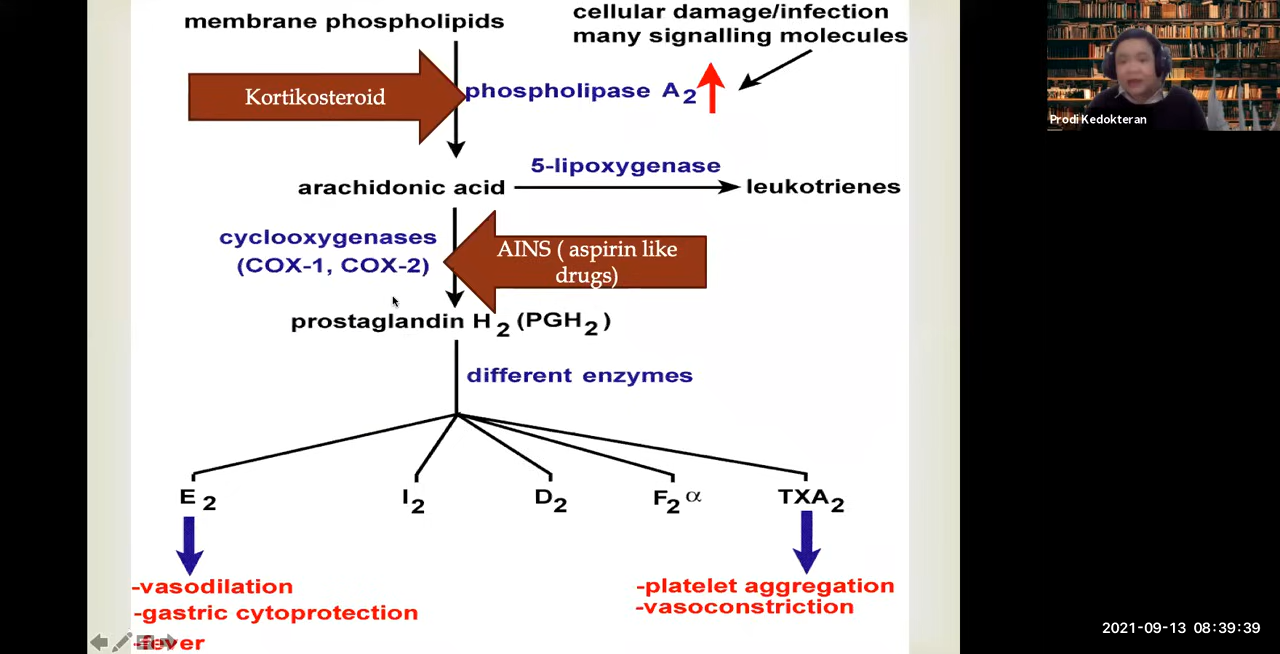 membrane phospholipids
cellular damage/infection
many signalling molecules
Kortikosteroid
phospholipase A2
5-lipoxygenase
arachidonic acid
leukotrienes
cyclooxygenases
(COX-1, COX-2)
AINS ( aspirin like
drugs)
prostaglandin H2 (PGH2 )
different enzymes
E2
I2
D2
F2 α
TXA2
-vasodilation
-gastric cytoprotection
-fever
-platelet aggregation
-vasoconstriction
Prodi Kedokteran
2021-09-13 08:39:39